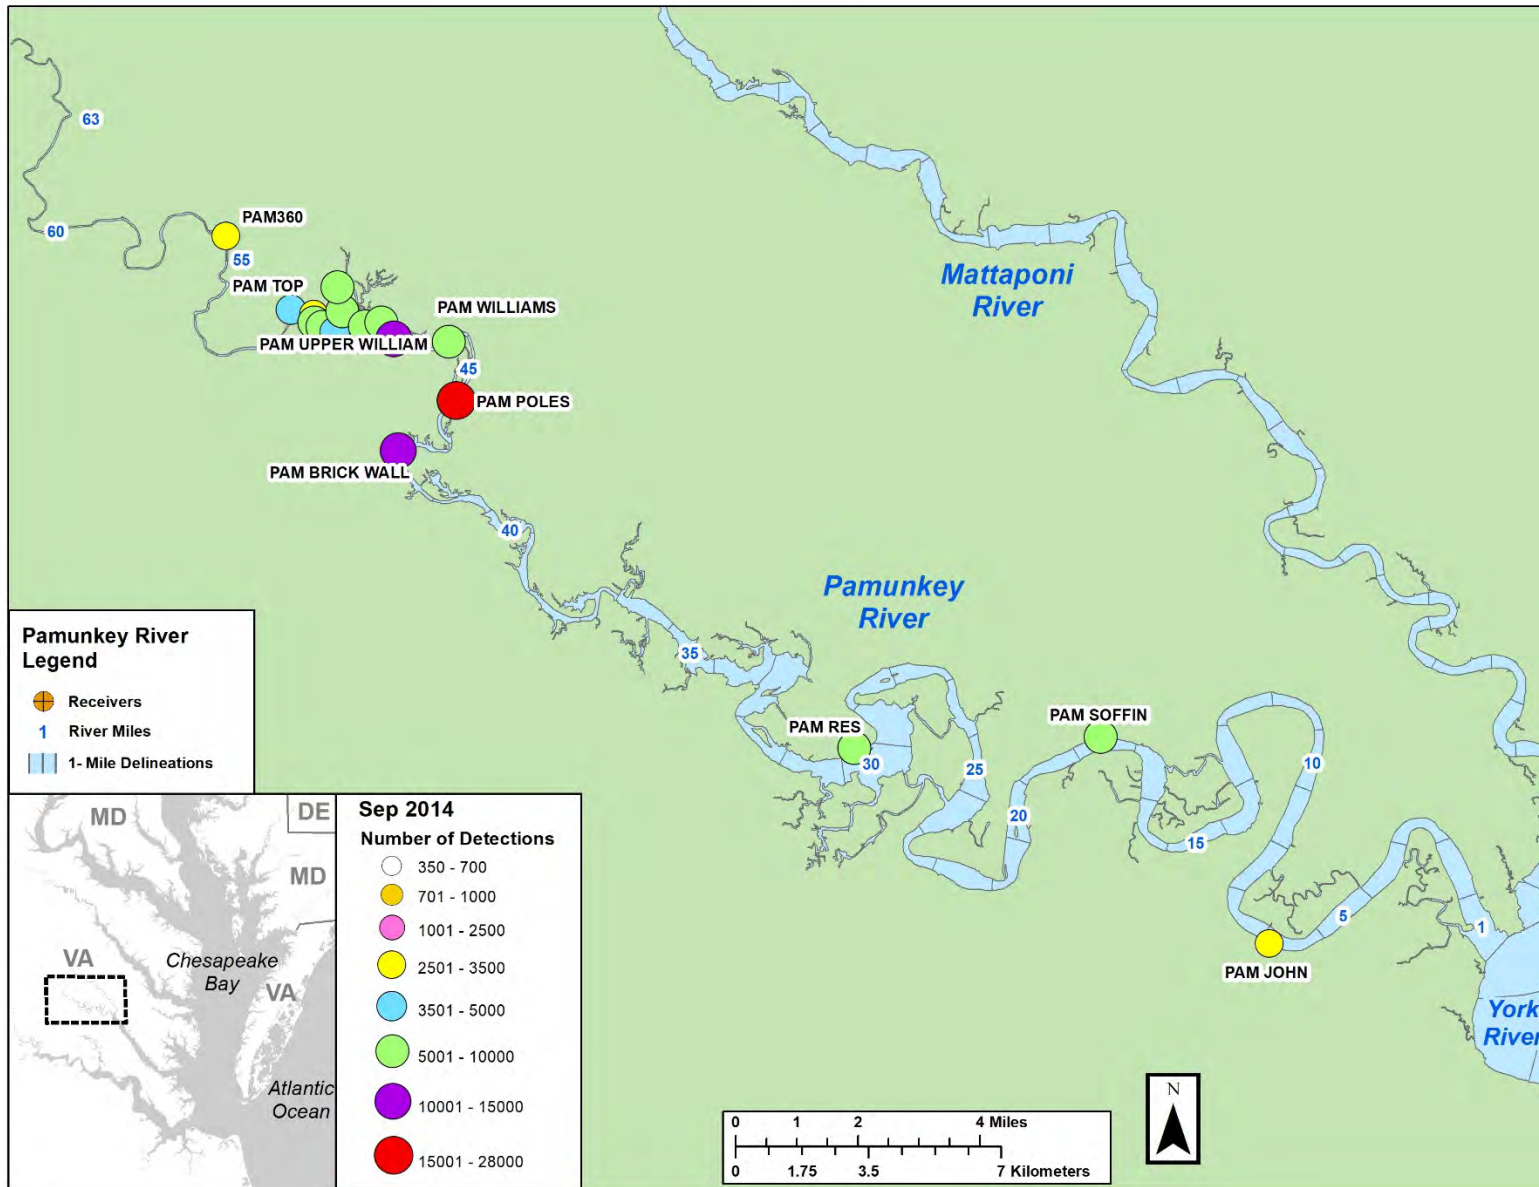 63
PAM360
60
55
PAM TOP
PAM WILLIAMS
PAM UPPER WILLIAM
45
PAM POLES
PAM BRICK WALL
40
Mattaponi
River
Pamunkey
River
35
PAM RES
30
25
PAM SOFFIN
20
15
10
PAM JOHN
5
1
York
River
Pamunkey River
Legend
Receivers
1 River Miles
1- Mile Delineations
MD
DE
MD
VA
Chesapeake
Bay
VA
Atlantic
Ocean
Sep 2014
Number of Detections
350 - 700
701 - 1000
1001 - 2500
2501 - 3500
3501 - 5000
5001 - 10000
10001 - 15000
15001 - 28000
N
0 1 2 4 Miles
0 1.75 3.5 7 Kilometers